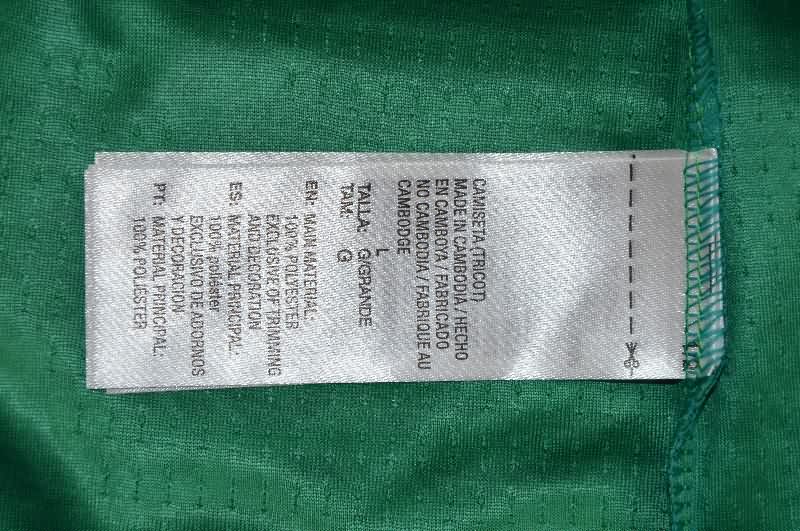 CAMISETA (TRICOT)
MADE IN CAMBODIA / HECHO
EN CAMBOYA / FABRICADO
NO CAMBODIA / FABRIQUE AU
CAMBODGE
L
TALLA: G/GRANDE
TAM: G
EN: MAIN MATERIAL:
100% POLYESTER
EXCLUSIVE OF TRIMMING
AND DECORATION
ES: MATERIAL PRINCIPAL:
100% poliéster
EXCLUSIVO DE ADORNOS
Y DECORACION
PT: MATERIAL PRINCIPAL:
100% POLIESTER